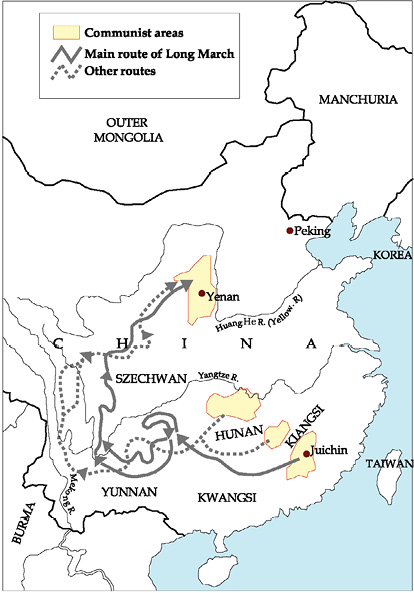 Communist areas
Main route of Long March
Other routes
MANCHURIA
OUTER
MONGOLIA
Peking
KOREA
Yenan
Huang He R. (Yellow. R)
C H I N A
SZECHWAN
Yangtze R.
HUNAN
KIANGSI
Juichin
TAIWAN
Mekong R.
YUNNAN
KWANGSI
BURMA